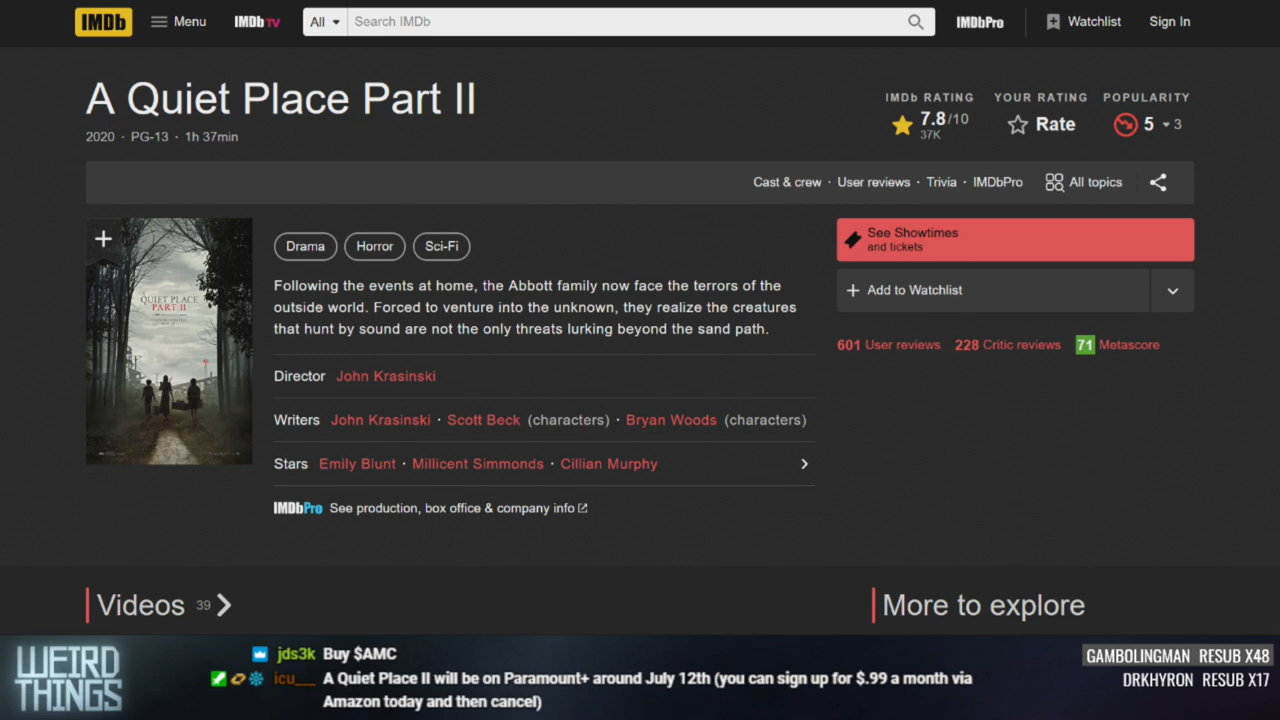 IMDb Menu IMDb TV All Search IMDb IMDbPro Watchlist Sign In
A Quiet Place Part II
2020 · PG-13 · 1h 37min
IMDb RATING YOUR RATING POPULARITY
7.8/10 Rate 5 3
37K
Cast & crew · User reviews · Trivia · IMDbPro All topics
QUIET PLACE
PART II
Drama Horror Sci-Fi
Following the events at home, the Abbott family now face the terrors of the
outside world. Forced to venture into the unknown, they realize the creatures
that hunt by sound are not the only threats lurking beyond the sand path.
Director John Krasinski
Writers John Krasinski · Scott Beck (characters) · Bryan Woods (characters)
Stars Emily Blunt · Millicent Simmonds · Cillian Murphy
IMDbPro See production, box office & company info
See Showtimes
and tickets
+ Add to Watchlist
601 User reviews 228 Critic reviews 71 Metascore
Videos 39
More to explore
WEIRD
THINGS
jds3k Buy $AMC
icu___ A Quiet Place II will be on Paramount+ around July 12th (you can sign up for $.99 a month via
Amazon today and then cancel)
GAMBOLINGMAN RESUB X48
DRKHYRON RESUB X17